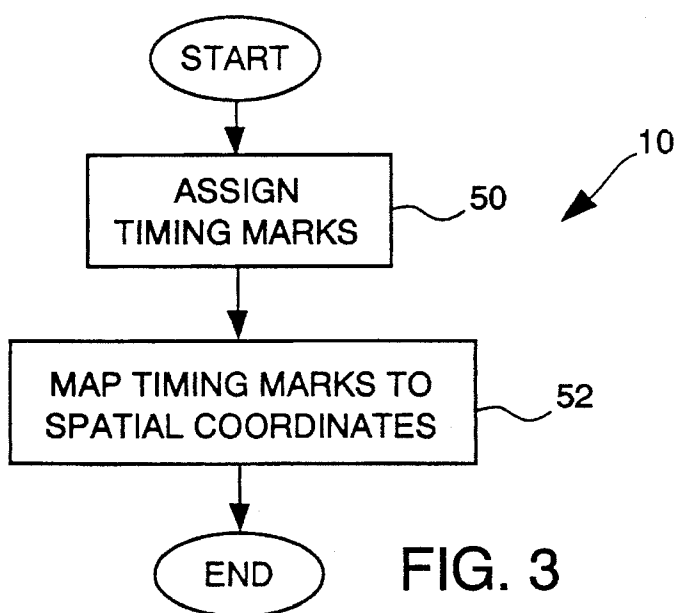 START
10
ASSIGN
TIMING MARKS
50
MAP TIMING MARKS TO
SPATIAL COORDINATES
52
END
FIG. 3